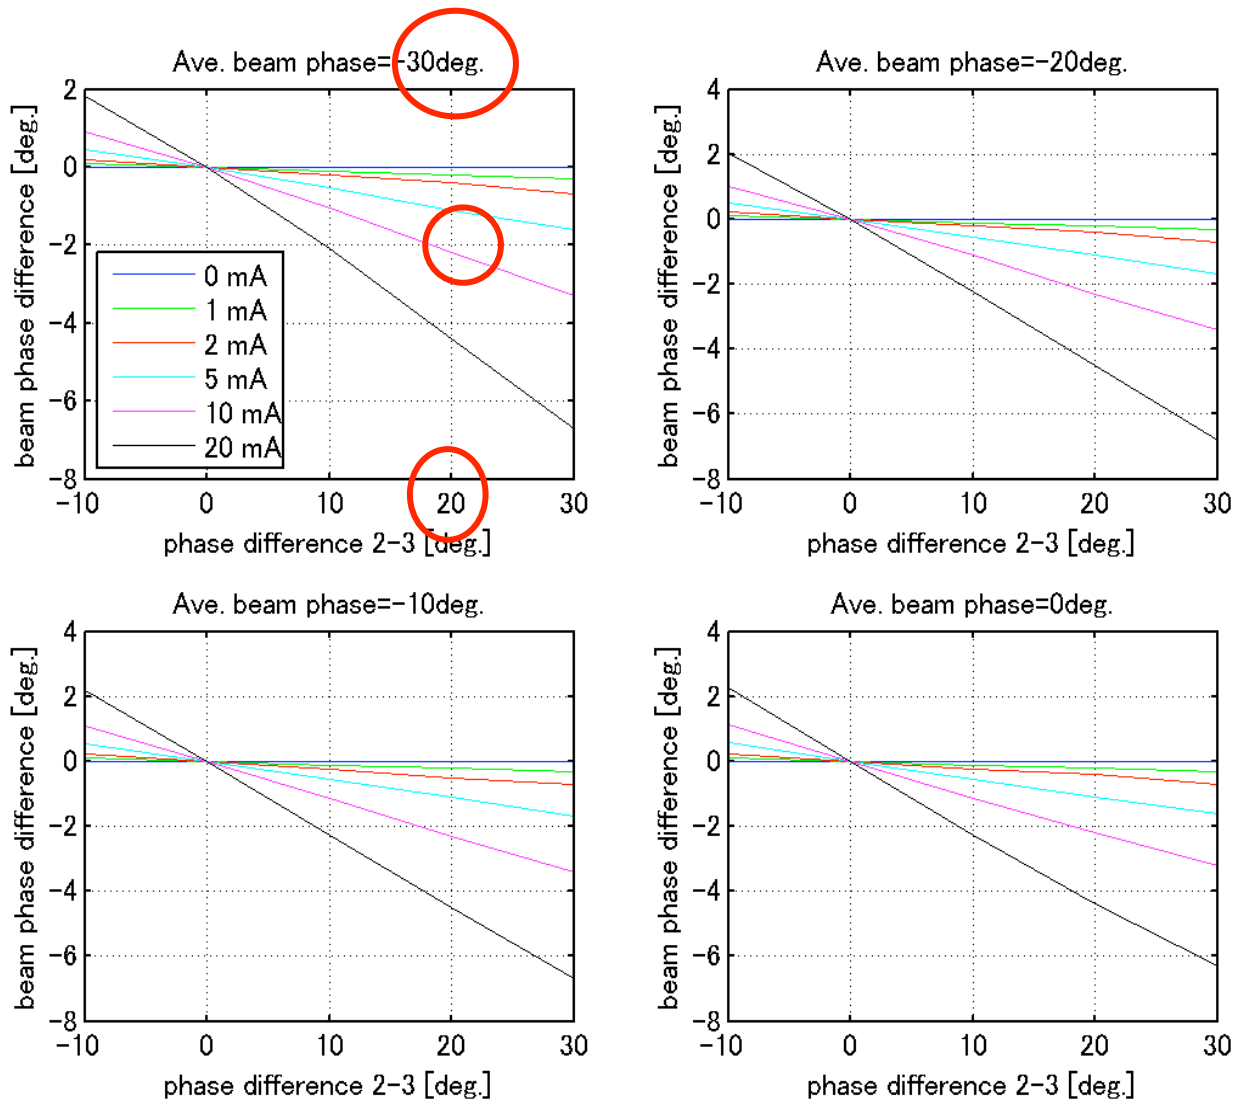 Ave. beam phase=-30deg.
beam phase difference [deg.]
2
0
-2
-4
-6
-8
0 mA
1 mA
2 mA
5 mA
10 mA
20 mA
-10 0 10 20 30
phase difference 2-3 [deg.]
Ave. beam phase=-20deg.
beam phase difference [deg.]
4
2
0
-2
-4
-6
-8
-10 0 10 20 30
phase difference 2-3 [deg.]
Ave. beam phase=-10deg.
beam phase difference [deg.]
4
2
0
-2
-4
-6
-8
-10 0 10 20 30
phase difference 2-3 [deg.]
Ave. beam phase=0deg.
beam phase difference [deg.]
4
2
0
-2
-4
-6
-8
-10 0 10 20 30
phase difference 2-3 [deg.]